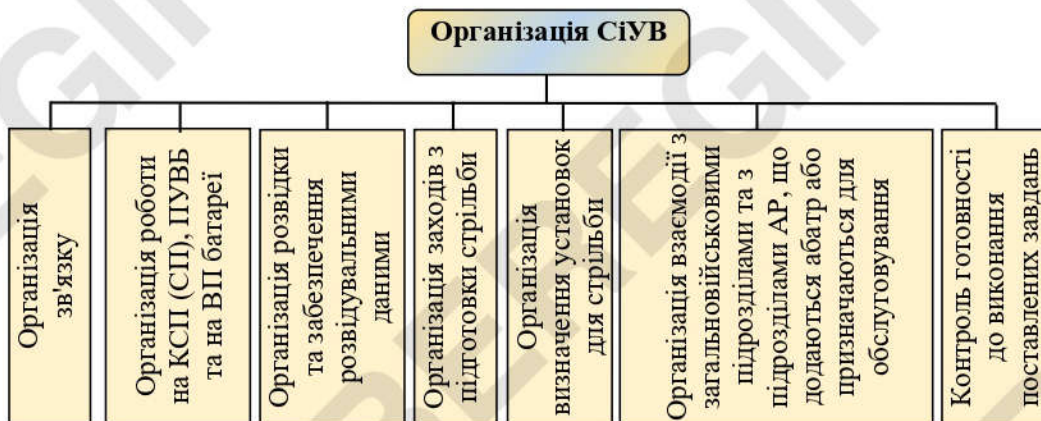 Організація СіУВ
Організація
зв'язку
Організація роботи
на КСП (СП), ПУВБ
та на ВП батареї
Організація розвідки
та забезпечення
розвідувальними
даними
Організація заходів з
підготовки стрільби
Організація
визначення установок
для стрільби
Організація взаємодії з
загальновійськовими
підрозділами та з
підрозділами АР, що
додаються абатр або
призначаються для
обслуговування
Контроль готовності
до виконання
поставлених завдань